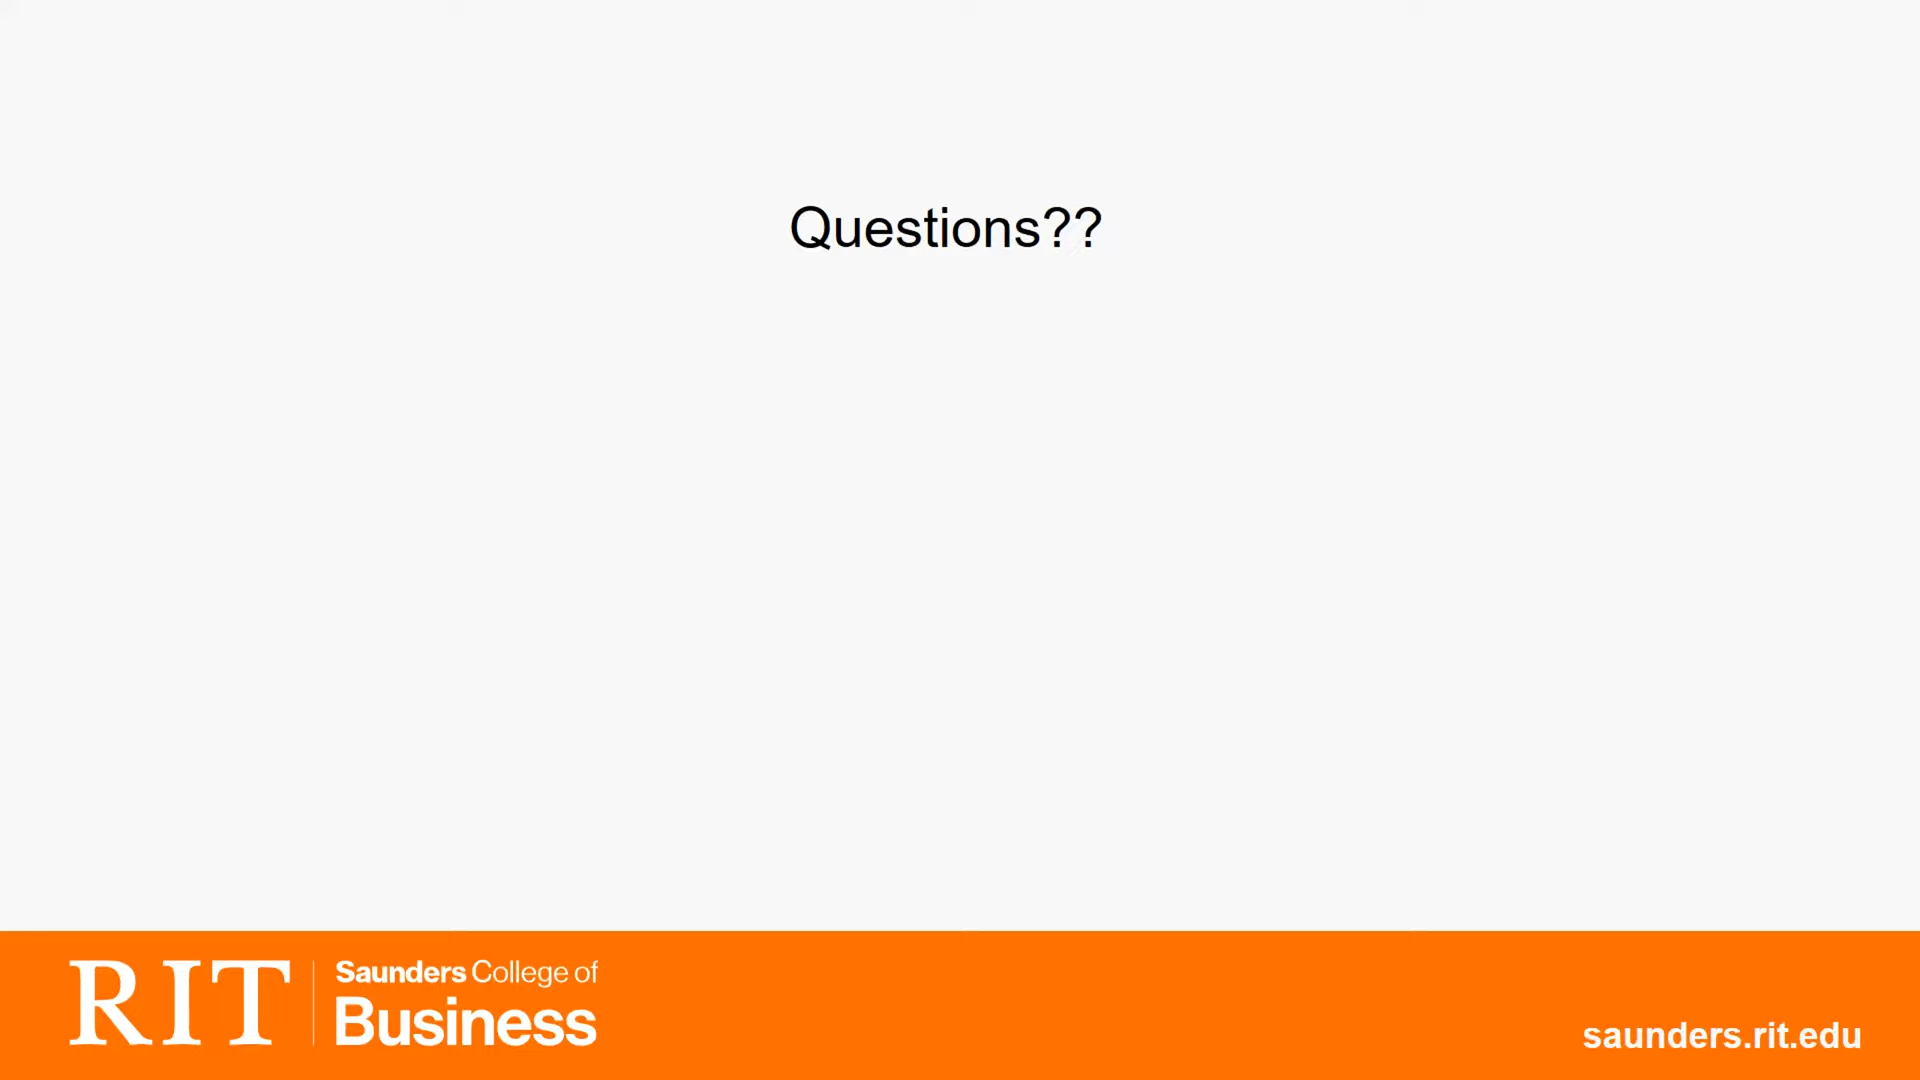 Questions??
RIT
Saunders College of
Business
saunders.rit.edu